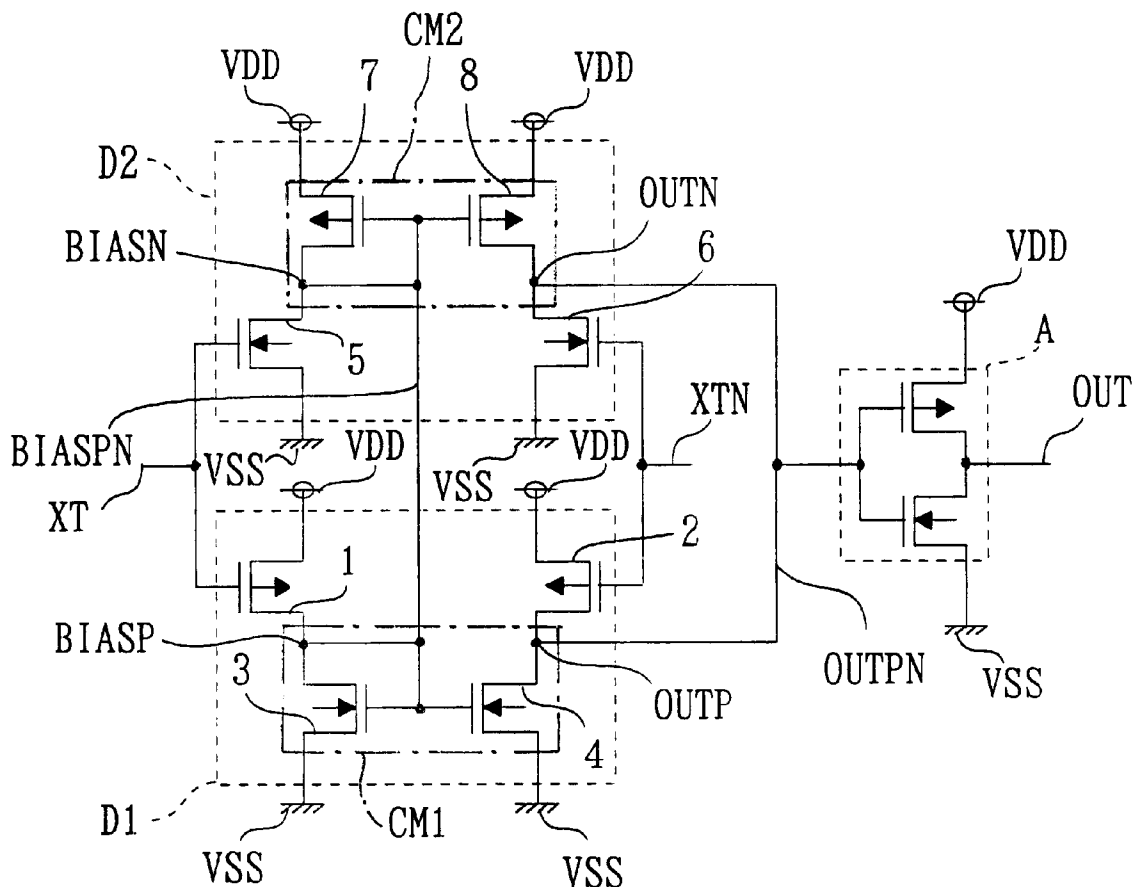 CM2
VDD
7
8
VDD
D2
OUTN
BIASN
6
VDD
5
A
XTN
OUT
BIASPN
VSS
VDD
VSS
VDD
XT
1
2
BIASP
OUTPN
VSS
3
OUTP
4
D1
CM1
VSS
VSS